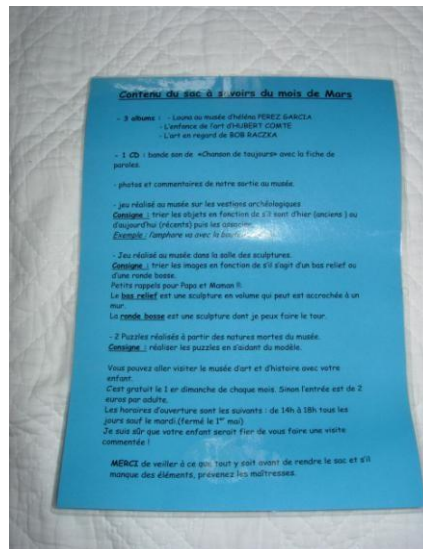 Contenu du sac à savoirs du mois de Mars
- 3 albums : - Louna au musée d'héléna PEREZ GARCIA
- L'enfance de l'art d'HUBERT COMTE
- L'art en regard de BOB RACZKA
- 1 CD : bande son de «Chanson de toujours» avec la fiche de
paroles.
- photos et commentaires de notre sortie au musée.
- jeu réalisé au musée sur les vestiges archéologiques
Consigne : trier les objets en fonction de s'il sont d'hier (anciens ) ou
d'aujourd'hui (récents) puis les associer.
Exemple : l'amphore va avec la
- Jeu réalisé au musée dans la salle des sculptures.
Consigne : trier les images en fonction de s'il s'agit d'un bas relief ou
d'une ronde bosse.
Petits rappels pour Papa et Maman !!:
Le bas relief est une sculpture en volume qui peut est accrochée à un
mur.
La ronde bosse est une sculpture dont je peux faire le tour.
- 2 Puzzles réalisés à partir des natures mortes du musée.
Consigne : réaliser les puzzles en s'aidant du modèle.
Vous pouvez aller visiter le musée d'art et d'histoire avec votre
enfant.
C'est gratuit le 1 er dimanche de chaque mois. Sinon l'entrée est de 2
euros par adulte.
Les horaires d'ouverture sont les suivants : de 14h à 18h tous les
jours sauf le mardi.(fermé le 1er mai)
Je suis sûr que votre enfant serait fier de vous faire une visite
commentée !
MERCI de veiller à ce que tout y soit avant de rendre le sac et s'il
manque des éléments, prévenez les maîtresses.